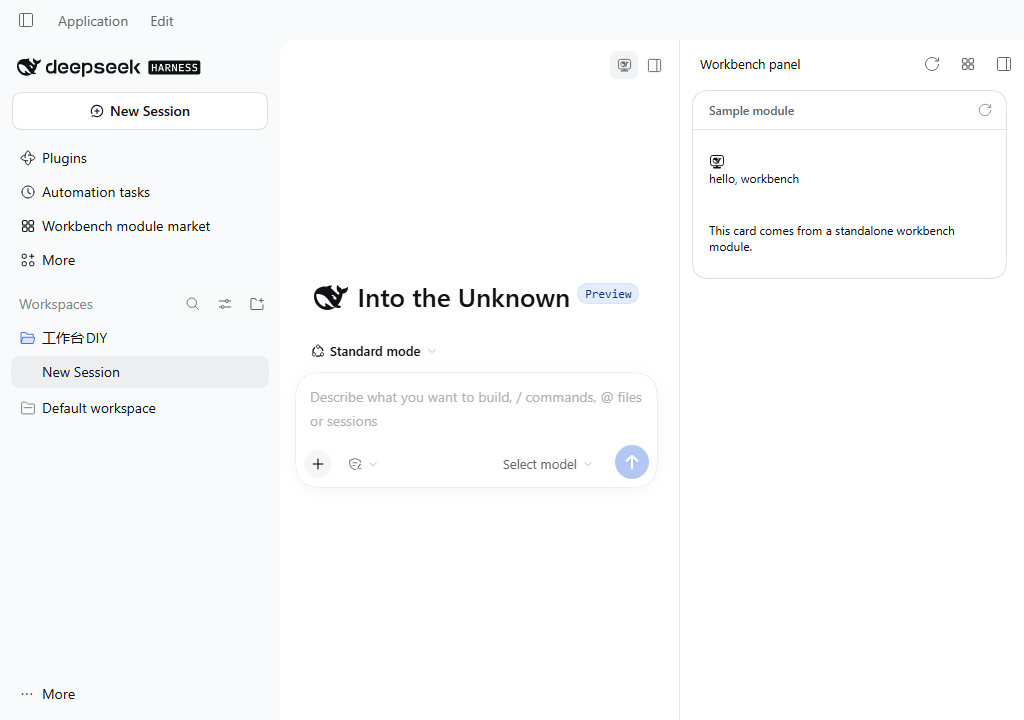 Application Edit
deepseek HARNESS
New Session
Plugins
Automation tasks
Workbench module market
More
Workspaces
工作台DIY
New Session
Default workspace
More
Into the Unknown Preview
Standard mode
Describe what you want to build, / commands, @ files
or sessions
Select model
Workbench panel
Sample module
hello, workbench
This card comes from a standalone workbench
module.